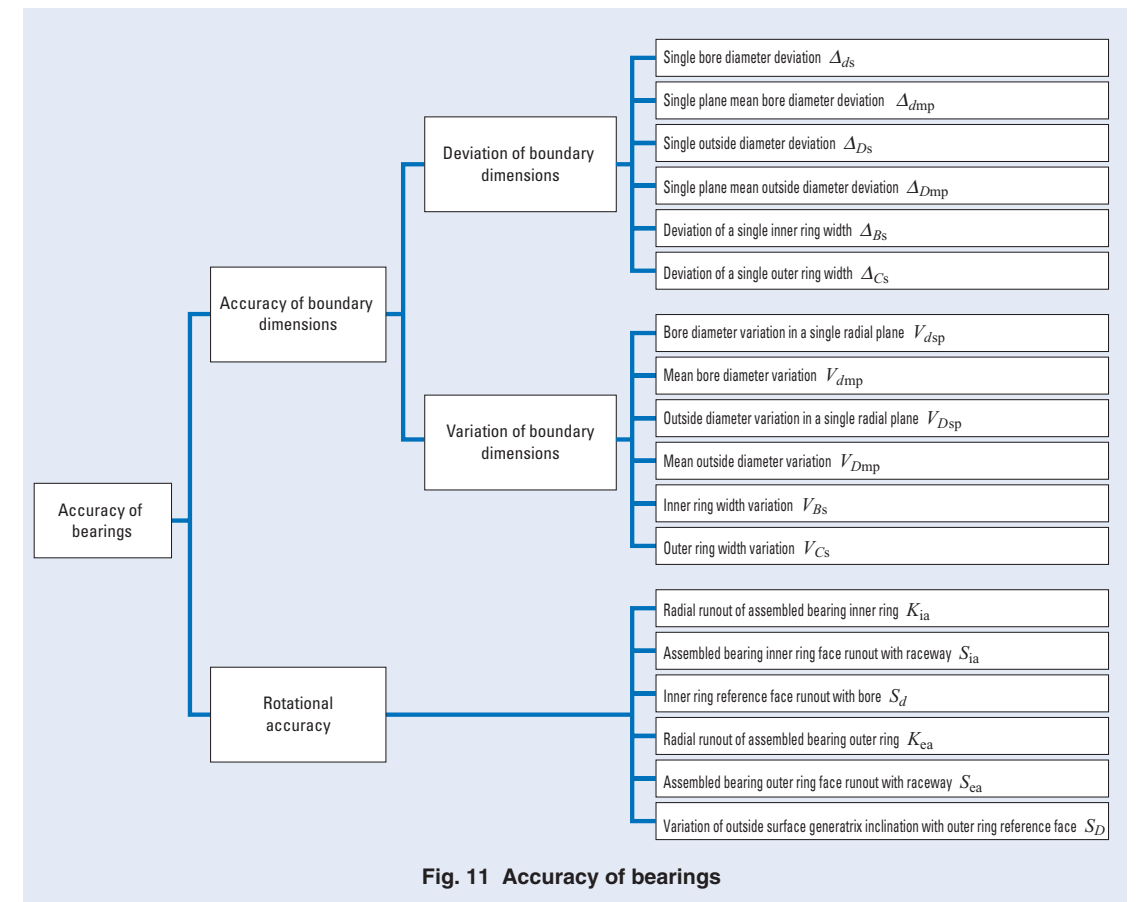 Accuracy of
bearings
Accuracy of boundary
dimensions
Deviation of boundary
dimensions
Single bore diameter deviation Δds
Single plane mean bore diameter deviation Δdmp
Single outside diameter deviation ΔDs
Single plane mean outside diameter deviation ΔDmp
Deviation of a single inner ring width ΔBs
Deviation of a single outer ring width ΔCs
Variation of boundary
dimensions
Bore diameter variation in a single radial plane Vdsp
Mean bore diameter variation Vdmp
Outside diameter variation in a single radial plane VDsp
Mean outside diameter variation VDmp
Inner ring width variation VBs
Outer ring width variation VCs
Rotational
accuracy
Radial runout of assembled bearing inner ring Kia
Assembled bearing inner ring face runout with raceway Sia
Inner ring reference face runout with bore Sd
Radial runout of assembled bearing outer ring Kea
Assembled bearing outer ring face runout with raceway Sea
Variation of outside surface generatrix inclination with outer ring reference face SD
Fig. 11 Accuracy of bearings